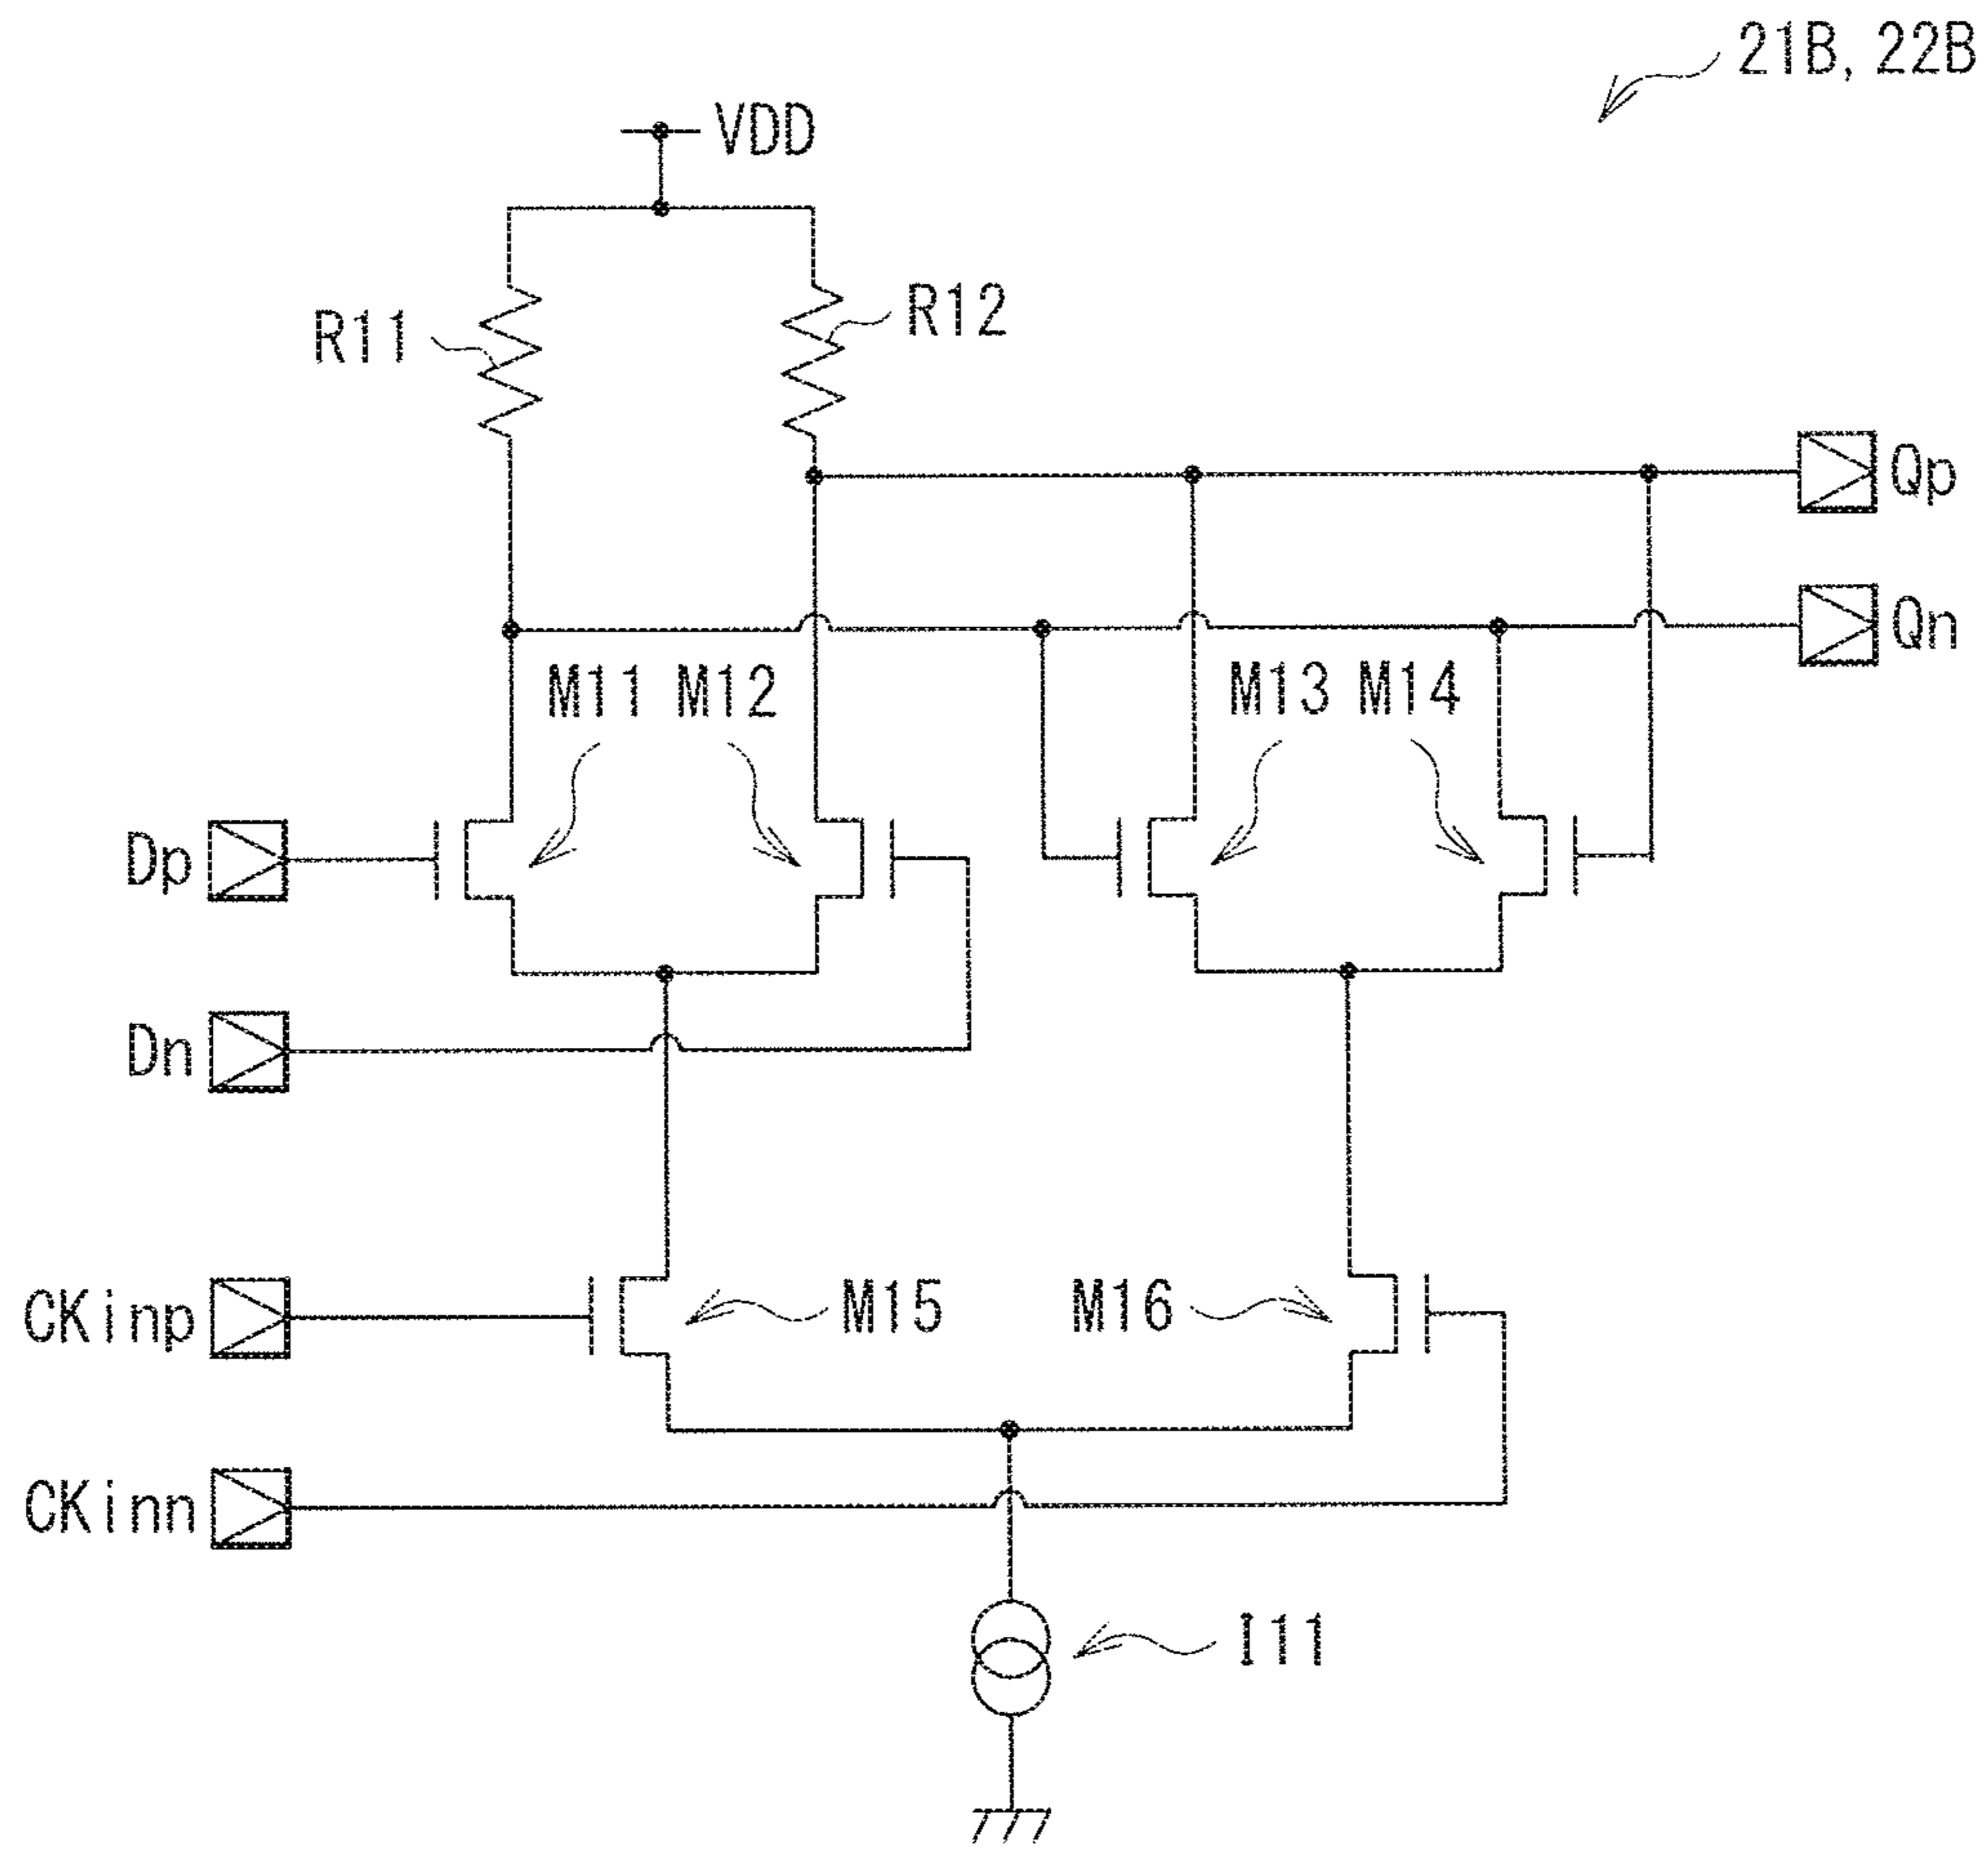 21B, 22B
VDD
R11
R12
Qp
Qn
M11 M12
M13 M14
Dp
Dn
CKinp
M15
M16
CKinn
I11